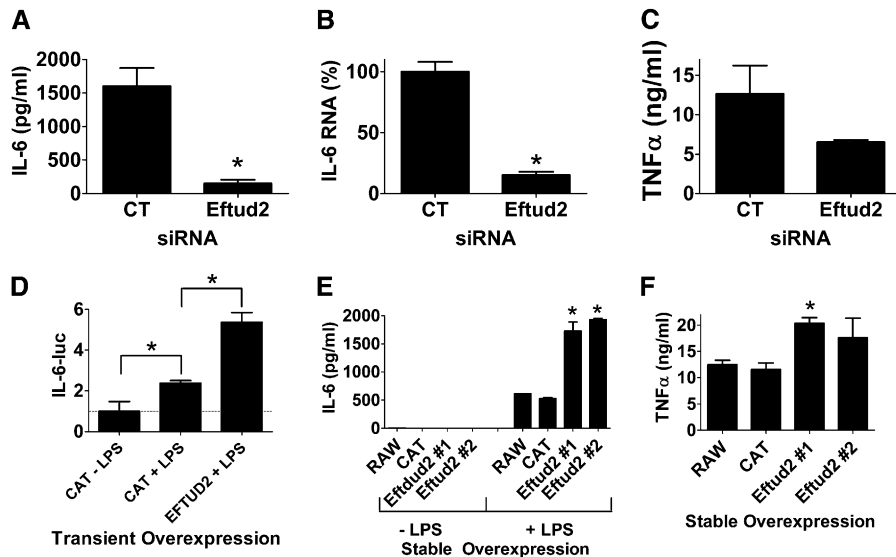 A
IL-6 (pg/ml)
2000
1500
1000
500
0
*
CT
Eftud2
siRNA
B
IL-6 RNA (%)
100
50
0
*
CT
Eftud2
siRNA
C
TNFα (ng/ml)
15
10
5
0
CT
Eftud2
siRNA
D
IL-6-luc
6
4
2
0
*
*
CAT - LPS
CAT + LPS
EFTUD2 + LPS
Transient Overexpression
E
IL-6 (pg/ml)
2000
1500
1000
500
0
*
*
RAW
CAT
Eftdud2 #1
Eftud2 #2
RAW
CAT
Eftud2 #1
Eftud2 #2
- LPS
+ LPS
Stable Overexpression
F
TNFα (ng/ml)
20
15
10
5
0
*
RAW
CAT
Eftud2 #1
Eftud2 #2
Stable Overexpression